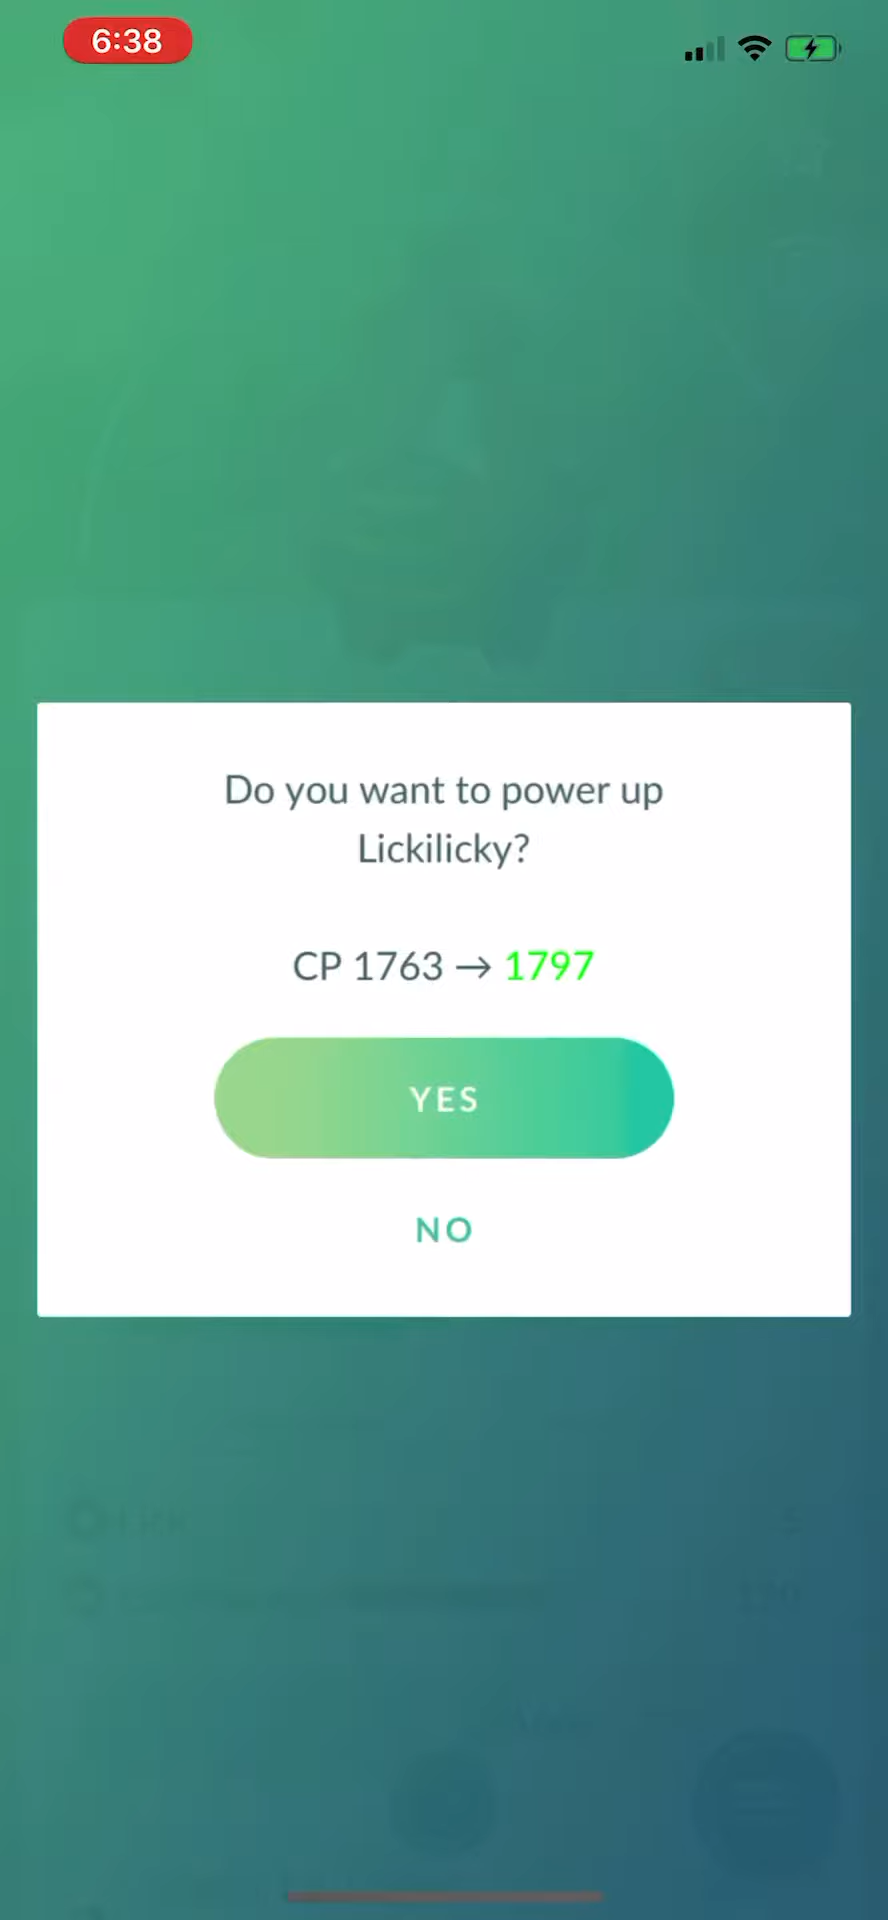 6:38
Do you want to power up
Lickilicky?
CP 1763 → 1797
YES
NO